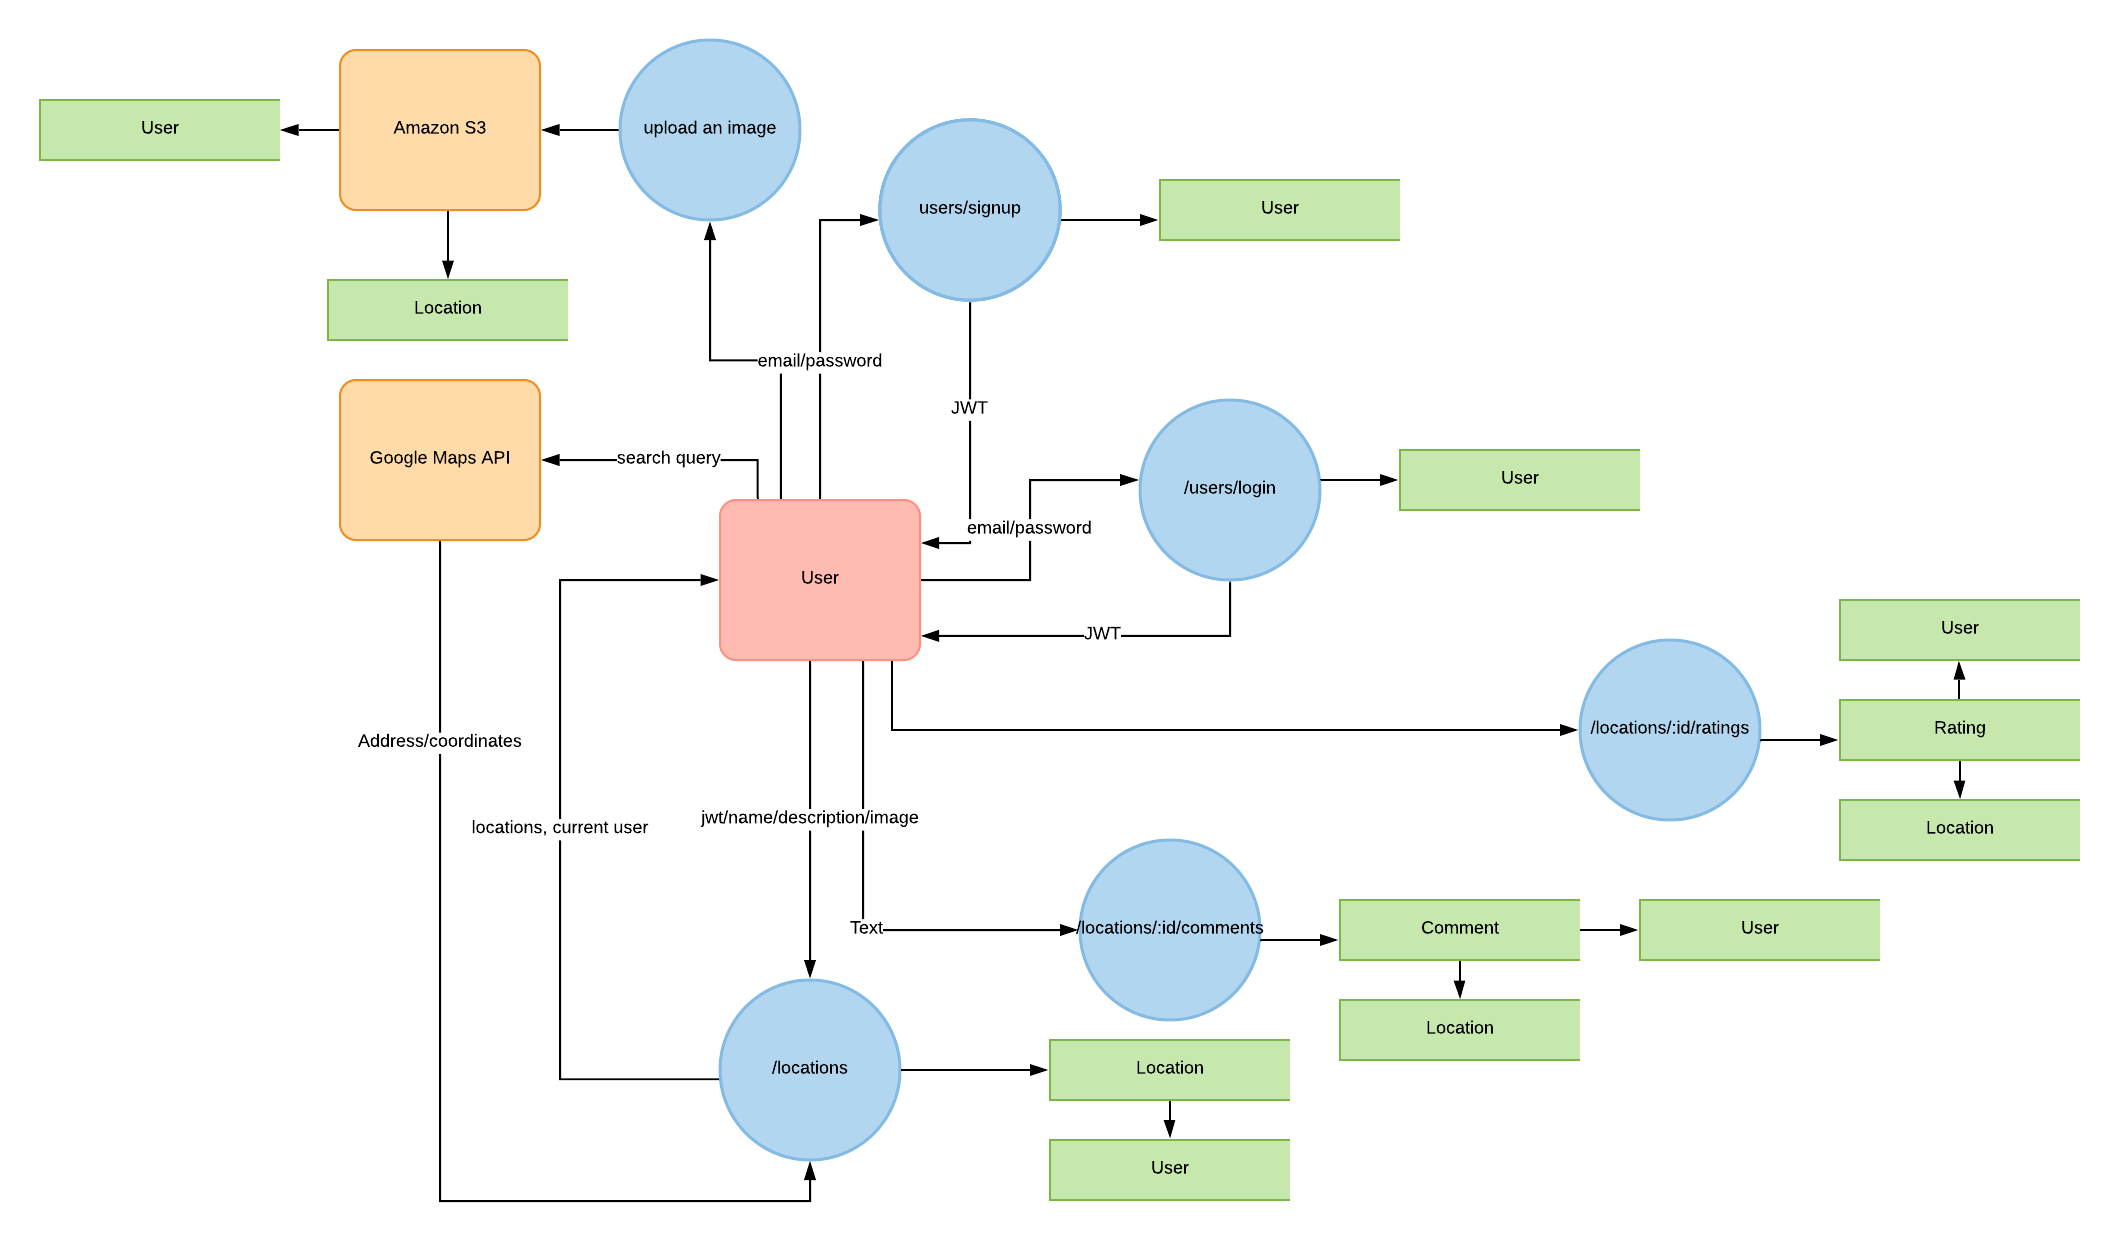 Amazon S3
upload an image
User
users/signup
User
Location
email/password
JWT
Google Maps API
search query
/users/login
User
email/password
User
JWT
User
/locations/:id/ratings
Rating
Address/coordinates
jwt/name/description/image
locations, current user
Location
Text
/locations/:id/comments
Comment
User
Location
/locations
Location
User